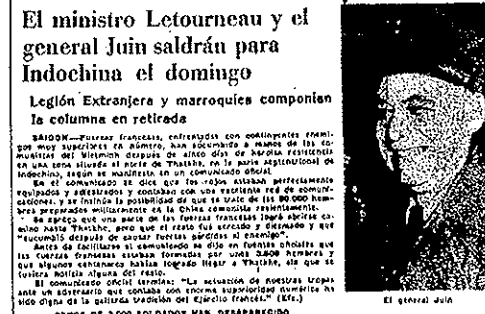 El ministro Letourneau y el
general Juin saldrán para
Indochina el domingo
Legión Extranjera y marroquíes componían
la columna en retirada
SAIGON.—Fuerzas francesas, enfrentadas con contingentes enemi-
gos muy superiores en número, han sucumbido a manos de los co-
munistas del Vietminh después de cinco días de heroica resistencia
en una zona situada al norte de Thatkhe, en la parte septentrional de
Indochina, según se manifiesta en un comunicado oficial.
En el comunicado se dice que los rojos estaban perfectamente
equipados y adiestrados y contaban con una excelente red de comuni-
caciones, y se insinúa la posibilidad de que se trate de los 80.000 hom-
bres preparados militarmente en la China comunista recientemente.
Se agrega que una parte de las fuerzas francesas logró abrirse ca-
mino hasta Thatkhe, pero que el resto fué cercado y diezmado y que
"sucumbió después de causar fuertes pérdidas al enemigo".
Antes de facilitarse el comunicado se dijo en fuentes oficiales que
las fuerzas francesas estaban formadas por unos 3.500 hombres y
que algunos centenares habían logrado llegar a Thatkhe, sin que se
tuviera noticia alguna del resto.
El comunicado oficial termina: "La actuación de nuestras tropas
ante un adversario que contaba con enorme superioridad numérica ha
sido digna de la gallarda tradición del Ejército francés." (Efe.)
SOLDADOS HAN DESAPARECIDO
El general Juin